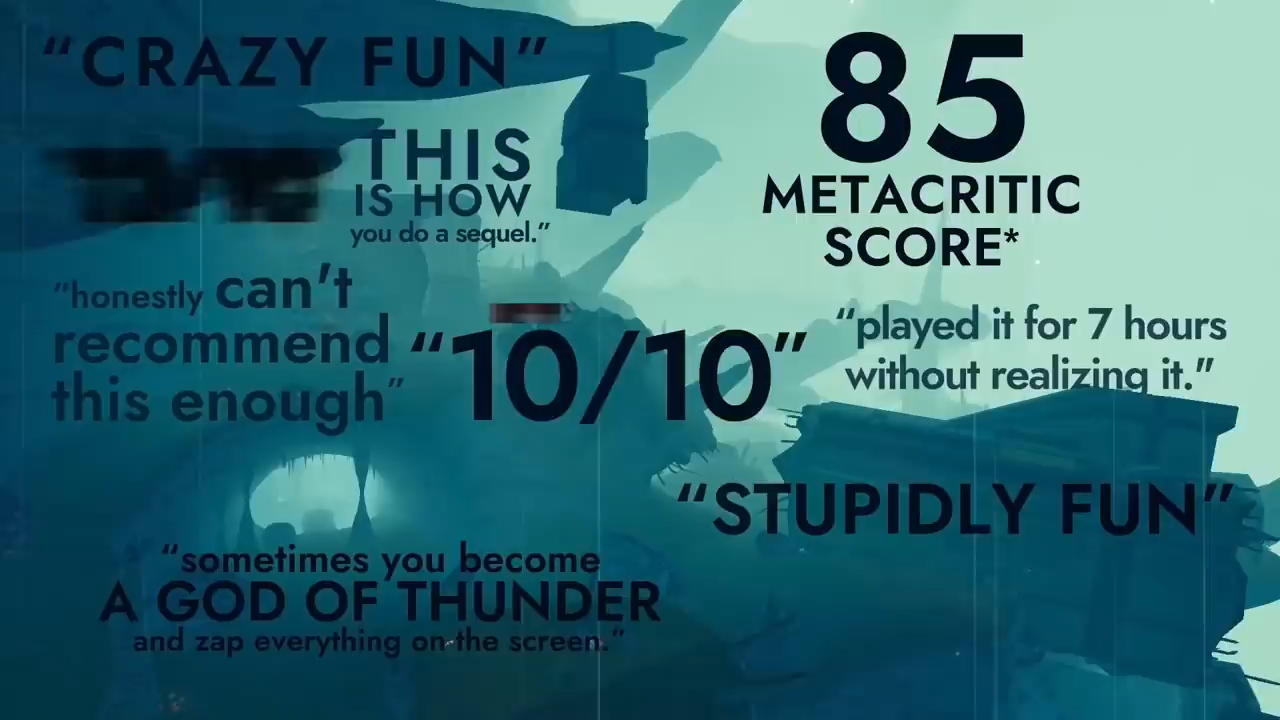 “CRAZY FUN”
THIS
IS HOW
you do a sequel.”
“honestly can't
recommend
this enough”
“10/10”
85
METACRITIC
SCORE*
“played it for 7 hours
without realizing it."
“STUPIDLY FUN”
“sometimes you become
A GOD OF THUNDER
and zap everything on the screen.”